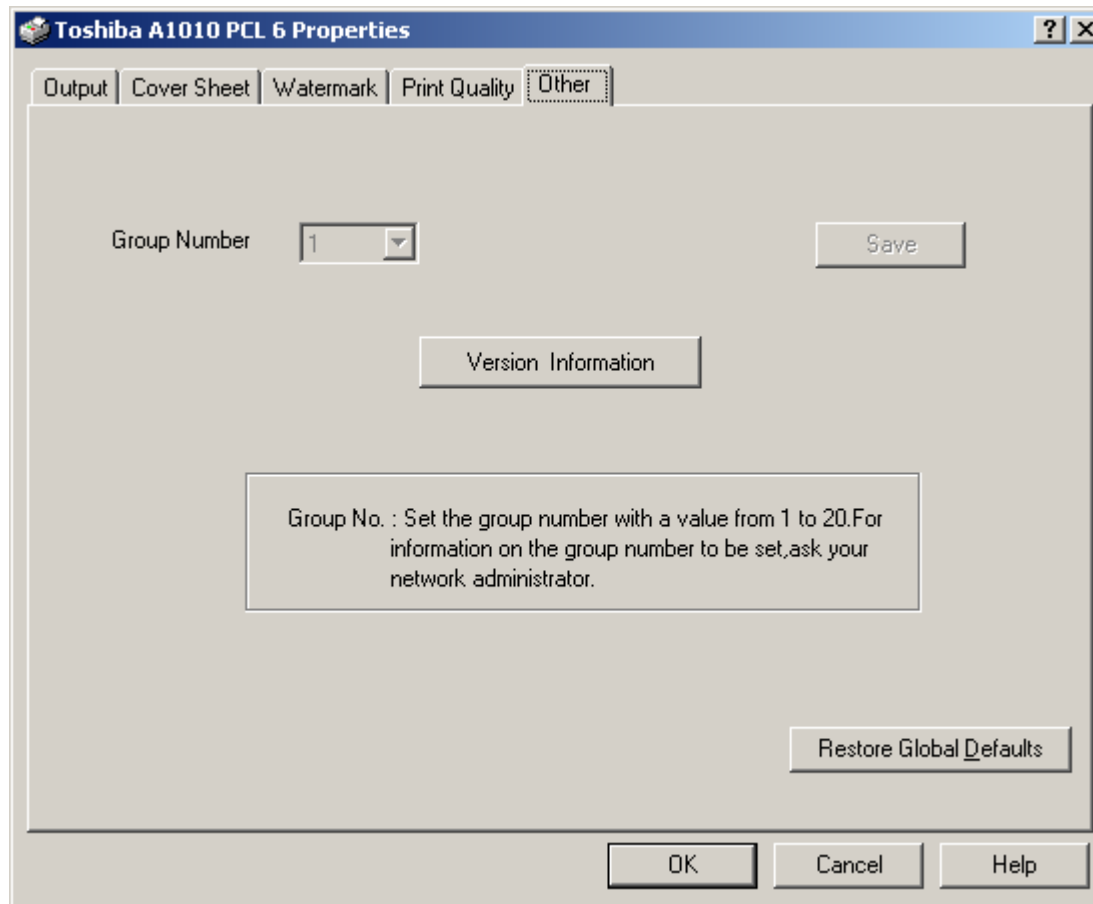 Toshiba A1010 PCL 6 Properties
Output Cover Sheet Watermark Print Quality Other
Group Number 1 Save
Version Information
Group No. : Set the group number with a value from 1 to 20.For
information on the group number to be set,ask your
network administrator.
Restore Global Defaults
OK Cancel Help